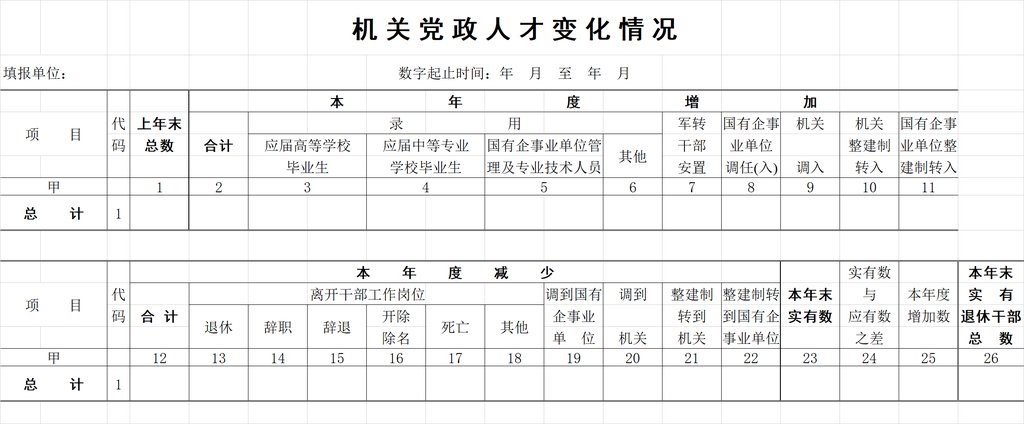 机关党政人才变化情况
填报单位： 数字起止时间：年 月 至 年 月
本 年 度 增 加
项 目 代码 上年末总数 合计 录 用 军转干部安置 国有企事业单位调任(入) 机关调入 机关整建制转入 国有企事业单位整建制转入
应届高等学校毕业生 应届中等专业学校毕业生 国有企事业单位管理及专业技术人员 其他
甲 1 2 3 4 5 6 7 8 9 10 11
总 计 1
本 年 度 减 少
项 目 代码 合 计 离开干部工作岗位 调到国有企事业单 位 调到机关 整建制转到机关 整建制转到国有企事业单位 本年末实有数 实有数与应有数之差 本年度增加数 本年末实 有退休干部总 数
退休 辞职 辞退 开除除名 死亡 其他
甲 12 13 14 15 16 17 18 19 20 21 22 23 24 25 26
总 计 1